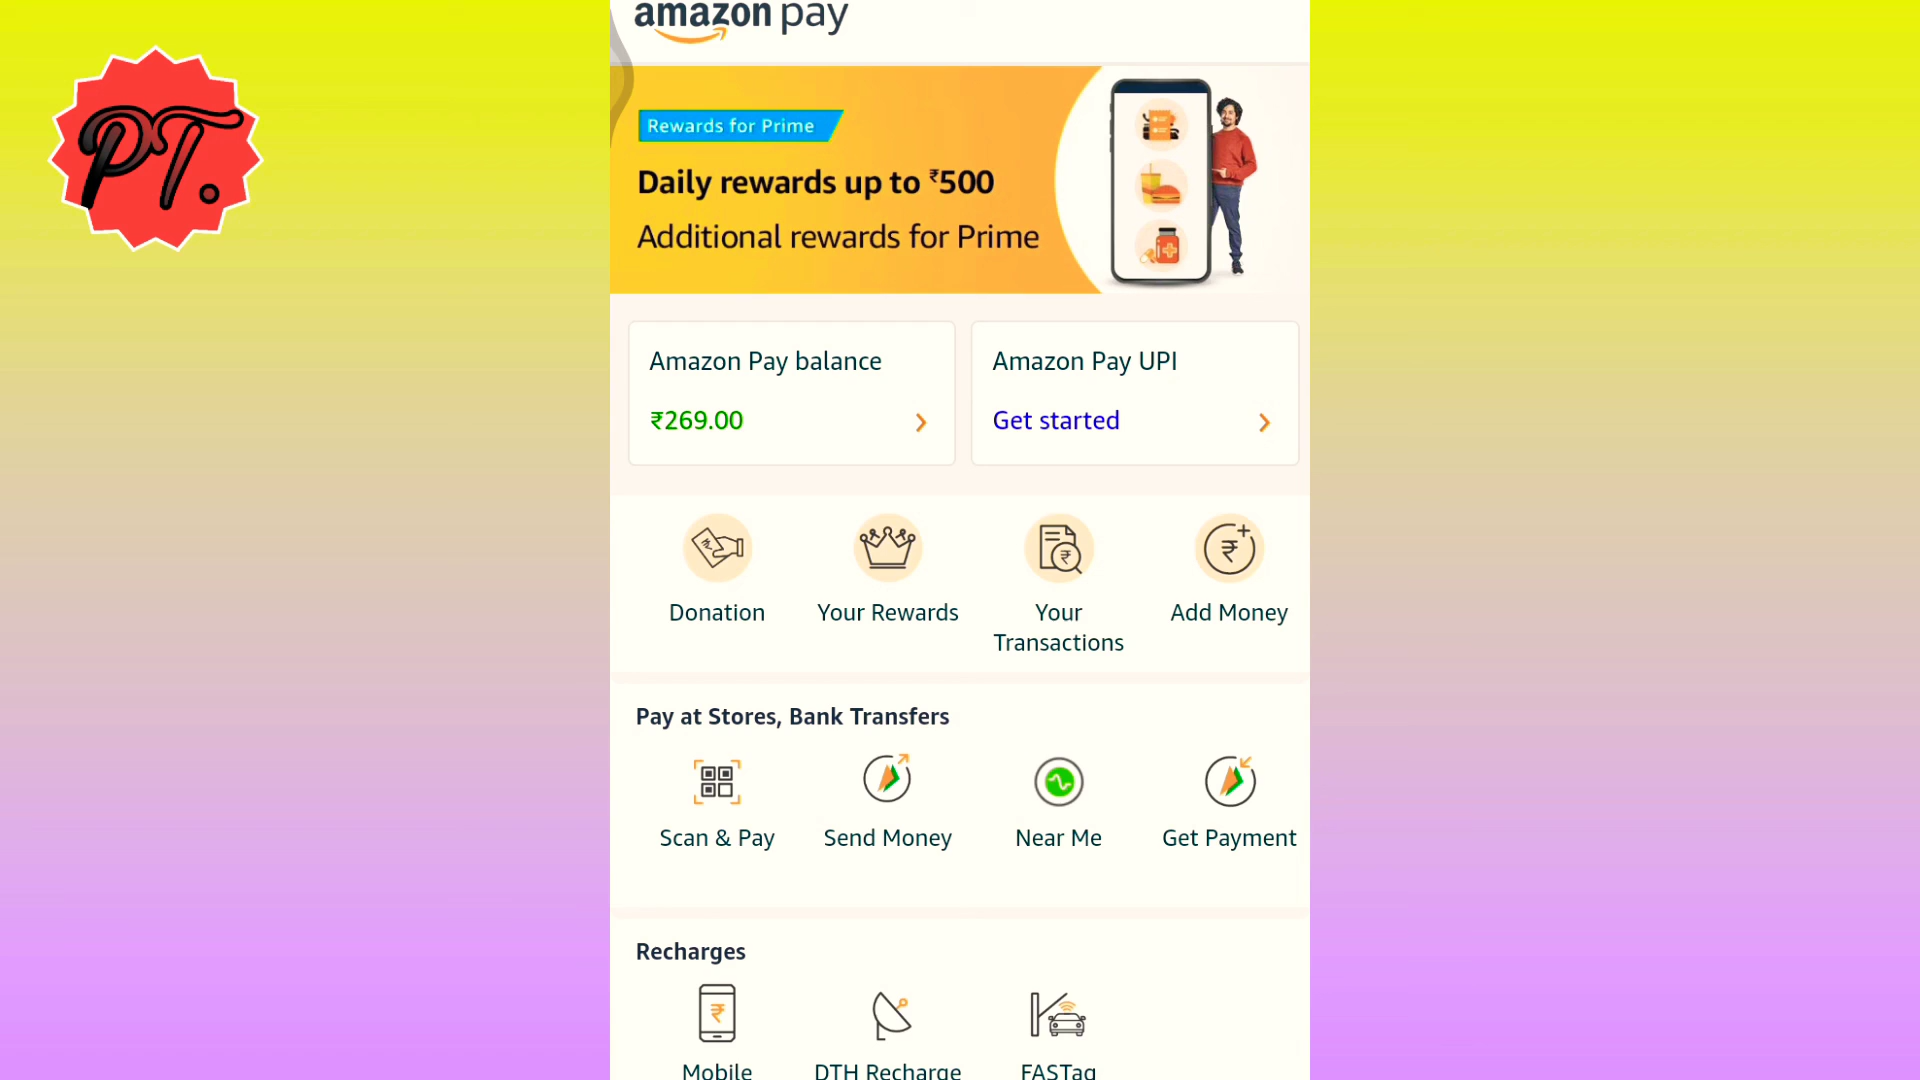 PT.
amazon pay
Rewards for Prime
Daily rewards up to ₹500
Additional rewards for Prime
Amazon Pay balance
₹269.00
Amazon Pay UPI
Get started
Donation
Your Rewards
Your
Transactions
Add Money
Pay at Stores, Bank Transfers
Scan & Pay
Send Money
Near Me
Get Payment
Recharges
Mobile
DTH Recharge
FASTag